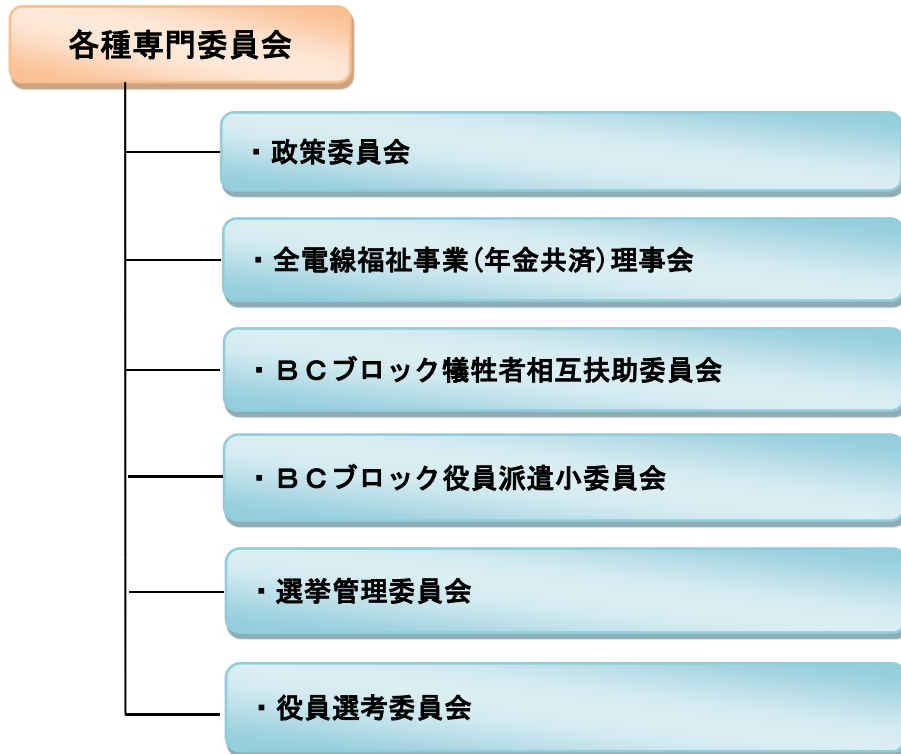 各種専門委員会
・政策委員会
・全電線福祉事業(年金共済)理事会
・ＢＣブロック犠牲者相互扶助委員会
・ＢＣブロック役員派遣小委員会
・選挙管理委員会
・役員選考委員会